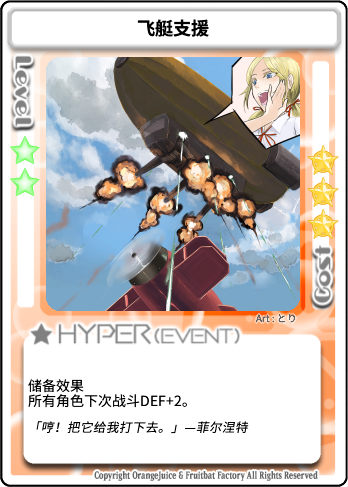 飞艇支援
Level
Cost
Art : とり
HYPER(EVENT)
储备效果
所有角色下次战斗DEF+2。
「哼！把它给我打下去。」—菲尔涅特
Copyright OrangeJuice & Fruitbat Factory All Rights Reserved